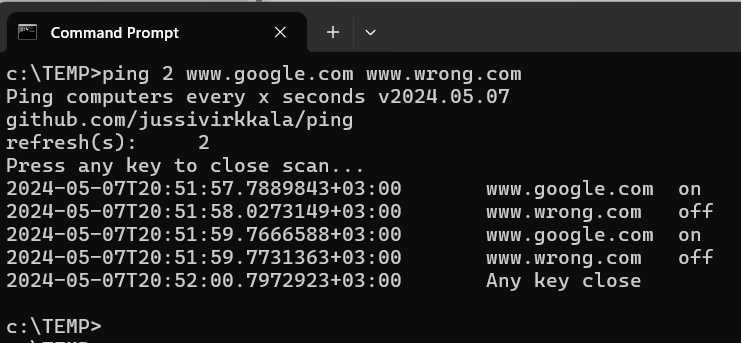 Command Prompt
c:\TEMP>ping 2 www.google.com www.wrong.com
Ping computers every x seconds v2024.05.07
github.com/jussivirkkala/ping
refresh(s): 2
Press any key to close scan...
2024-05-07T20:51:57.7889843+03:00 www.google.com on
2024-05-07T20:51:58.0273149+03:00 www.wrong.com off
2024-05-07T20:51:59.7666588+03:00 www.google.com on
2024-05-07T20:51:59.7731363+03:00 www.wrong.com off
2024-05-07T20:52:00.7972923+03:00 Any key close
c:\TEMP>